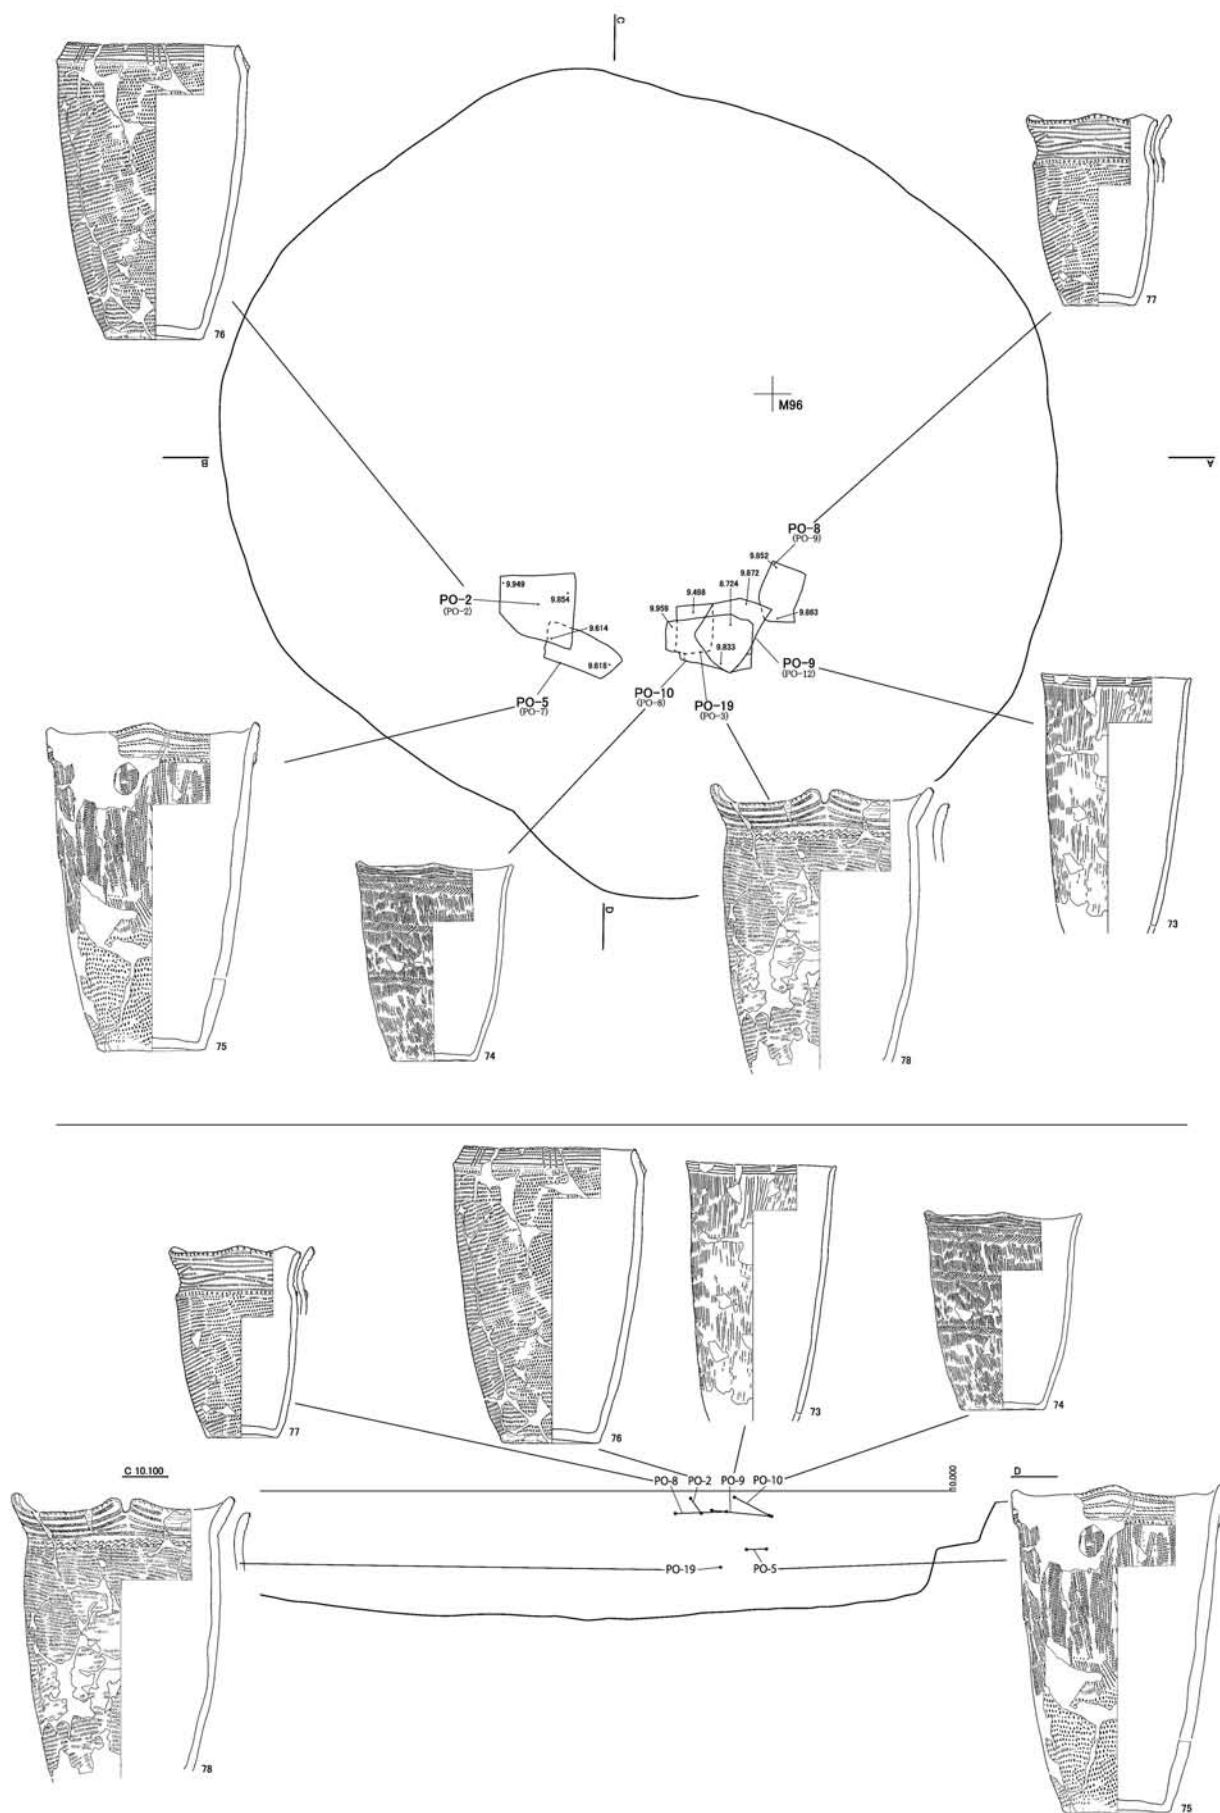 C
76
77
M96
B
A
PO-8
(PO-9)
9.852
9.872
8.724
9.498
9.959
9.863
9.833
9.949
9.854
PO-2
(PO-2)
9.614
9.618
PO-9
(PO-12)
PO-5
(PO-7)
PO-10
(PO-8)
PO-19
(PO-3)
D
73
75
74
78
77
76
73
74
C 10.100
PO-8 PO-2 PO-9 PO-10
10.000
D
PO-19
PO-5
78
75